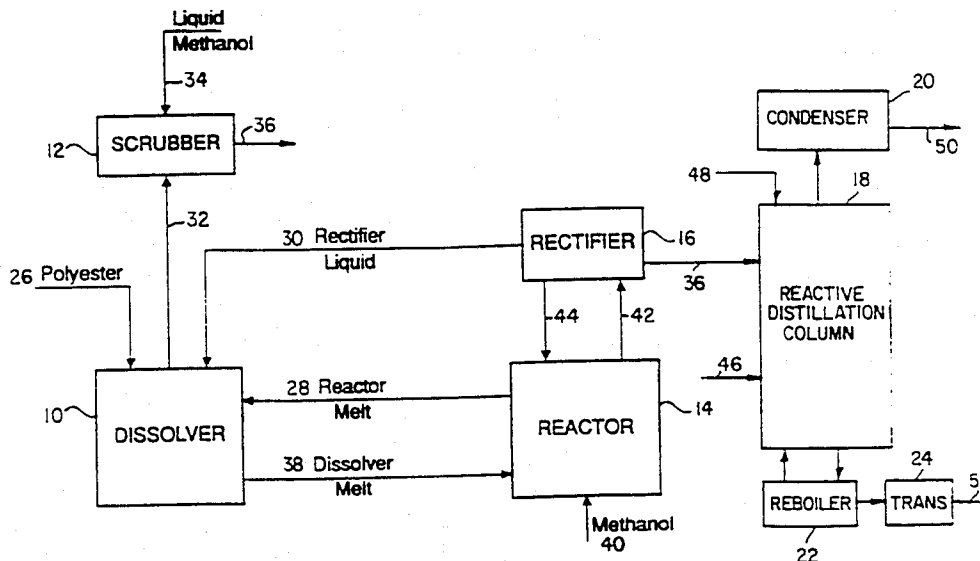 Liquid
Methanol
34
20
CONDENSER
50
12
SCRUBBER
36
48
18
32
30 Rectifier
Liquid
RECTIFIER
16
36
26 Polyester
44
42
REACTIVE
DISTILLATION
COLUMN
46
10
DISSOLVER
28 Reactor
Melt
REACTOR
14
38 Dissolver
Melt
24
REBOILER
TRANS
22
Methanol
40